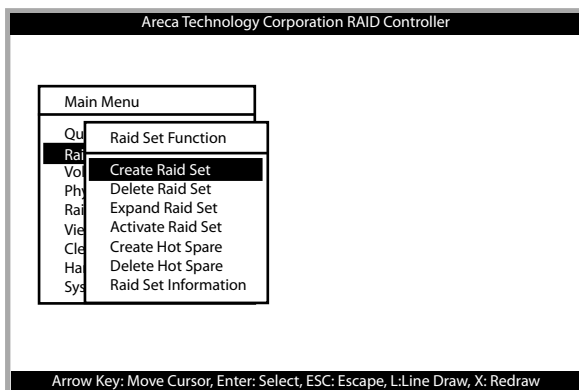 Areca Technology Corporation RAID Controller
Main Menu
Qu
Rai
Vol
Phy
Rai
Vie
Cle
Ha
Sys
Raid Set Function
Create Raid Set
Delete Raid Set
Expand Raid Set
Activate Raid Set
Create Hot Spare
Delete Hot Spare
Raid Set Information
Arrow Key: Move Cursor, Enter: Select, ESC: Escape, L:Line Draw, X: Redraw